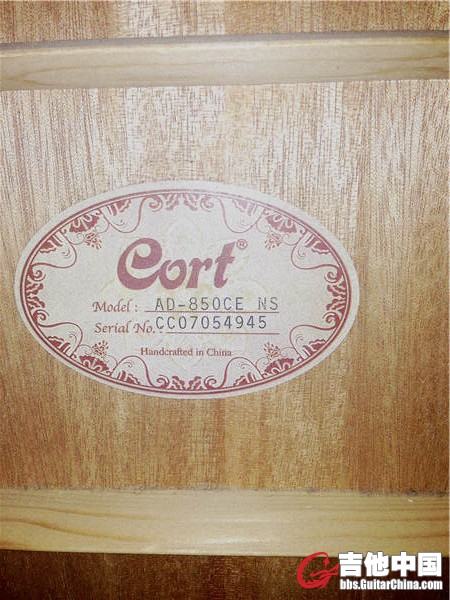 Cort®
Model: AD-850CE NS
Serial No. CC07054945
Handcrafted in China
吉他中国
bbs.GuitarChina.com